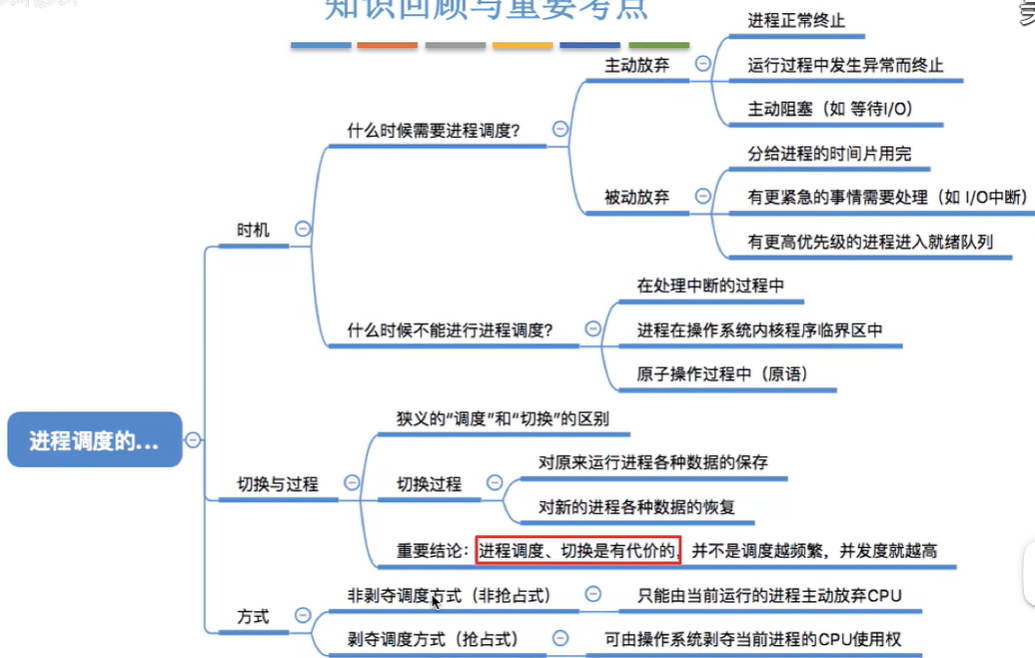 知识回顾与重要考点
进程正常终止
主动放弃
运行过程中发生异常而终止
主动阻塞（如 等待I/O）
什么时候需要进程调度？
分给进程的时间片用完
被动放弃
有更紧急的事情需要处理（如 I/O中断）
有更高优先级的进程进入就绪队列
时机
在处理中断的过程中
什么时候不能进行进程调度？
进程在操作系统内核程序临界区中
原子操作过程中（原语）
进程调度的...
狭义的“调度”和“切换”的区别
切换与过程
切换过程
对原来运行进程各种数据的保存
对新的进程各种数据的恢复
重要结论：进程调度、切换是有代价的，并不是调度越频繁，并发度就越高
方式
非剥夺调度方式（非抢占式）
只能由当前运行的进程主动放弃CPU
剥夺调度方式（抢占式）
可由操作系统剥夺当前进程的CPU使用权